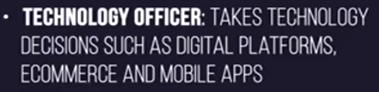 • TECHNOLOGY OFFICER: TAKES TECHNOLOGY
DECISIONS SUCH AS DIGITAL PLATFORMS,
ECOMMERCE AND MOBILE APPS